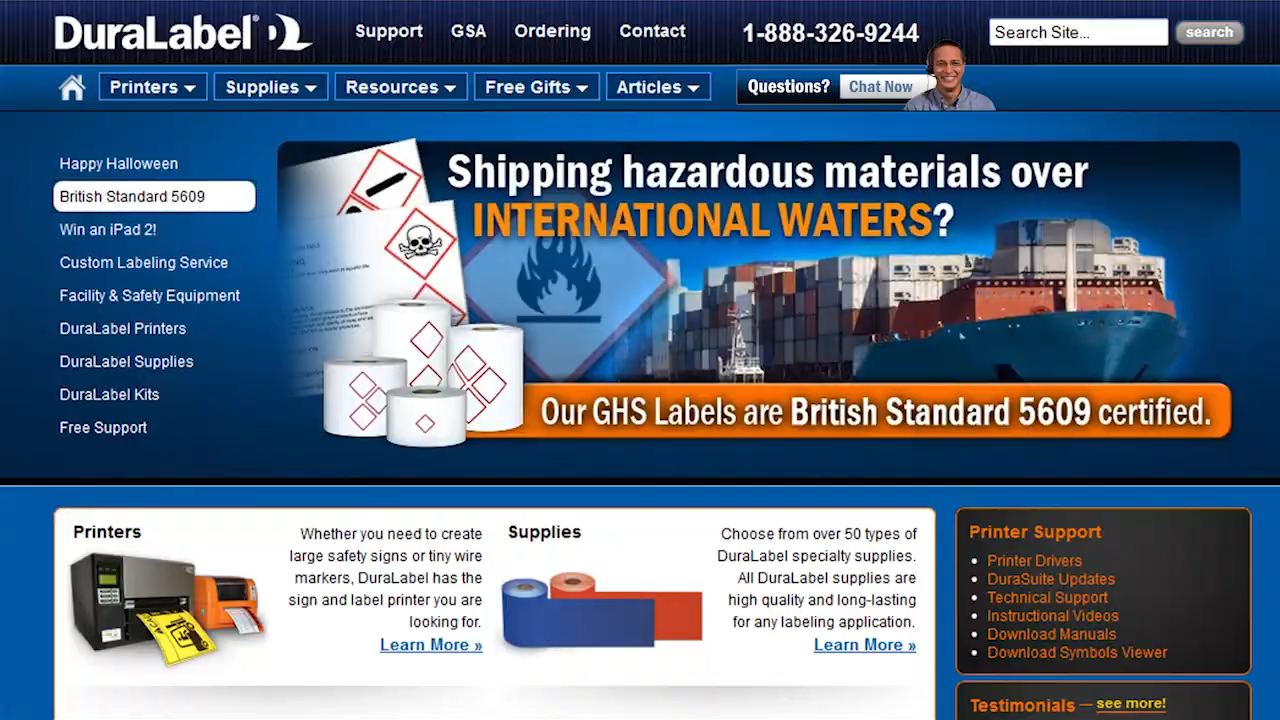 DuraLabel®
Support GSA Ordering Contact
1-888-326-9244
Search Site...
search
Printers
Supplies
Resources
Free Gifts
Articles
Questions?
Chat Now
Happy Halloween
British Standard 5609
Win an iPad 2!
Custom Labeling Service
Facility & Safety Equipment
DuraLabel Printers
DuraLabel Supplies
DuraLabel Kits
Free Support
Shipping hazardous materials over
INTERNATIONAL WATERS?
Our GHS Labels are British Standard 5609 certified.
Printers
Whether you need to create
large safety signs or tiny wire
markers, DuraLabel has the
sign and label printer you are
looking for.
Learn More »
Supplies
Choose from over 50 types of
DuraLabel specialty supplies.
All DuraLabel supplies are
high quality and long-lasting
for any labeling application.
Learn More »
Printer Support
Printer Drivers
DuraSuite Updates
Technical Support
Instructional Videos
Download Manuals
Download Symbols Viewer
Testimonials — see more!